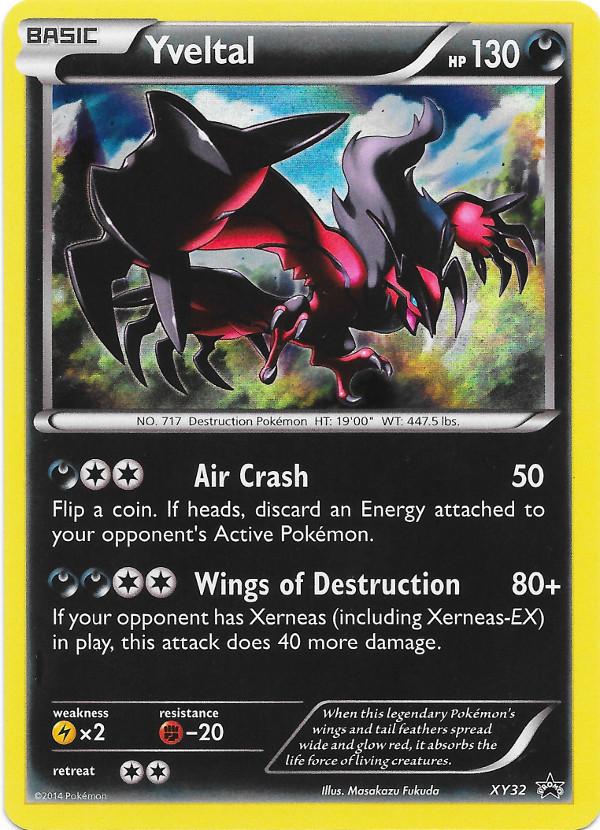 BASIC
Yveltal
HP 130
NO. 717 Destruction Pokémon HT: 19'00" WT: 447.5 lbs.
Air Crash 50
Flip a coin. If heads, discard an Energy attached to
your opponent's Active Pokémon.
Wings of Destruction 80+
If your opponent has Xerneas (including Xerneas-EX)
in play, this attack does 40 more damage.
weakness resistance
×2 -20
retreat
When this legendary Pokémon's
wings and tail feathers spread
wide and glow red, it absorbs the
life force of living creatures.
©2014 Pokémon
Illus. Masakazu Fukuda
XY32
PROMO